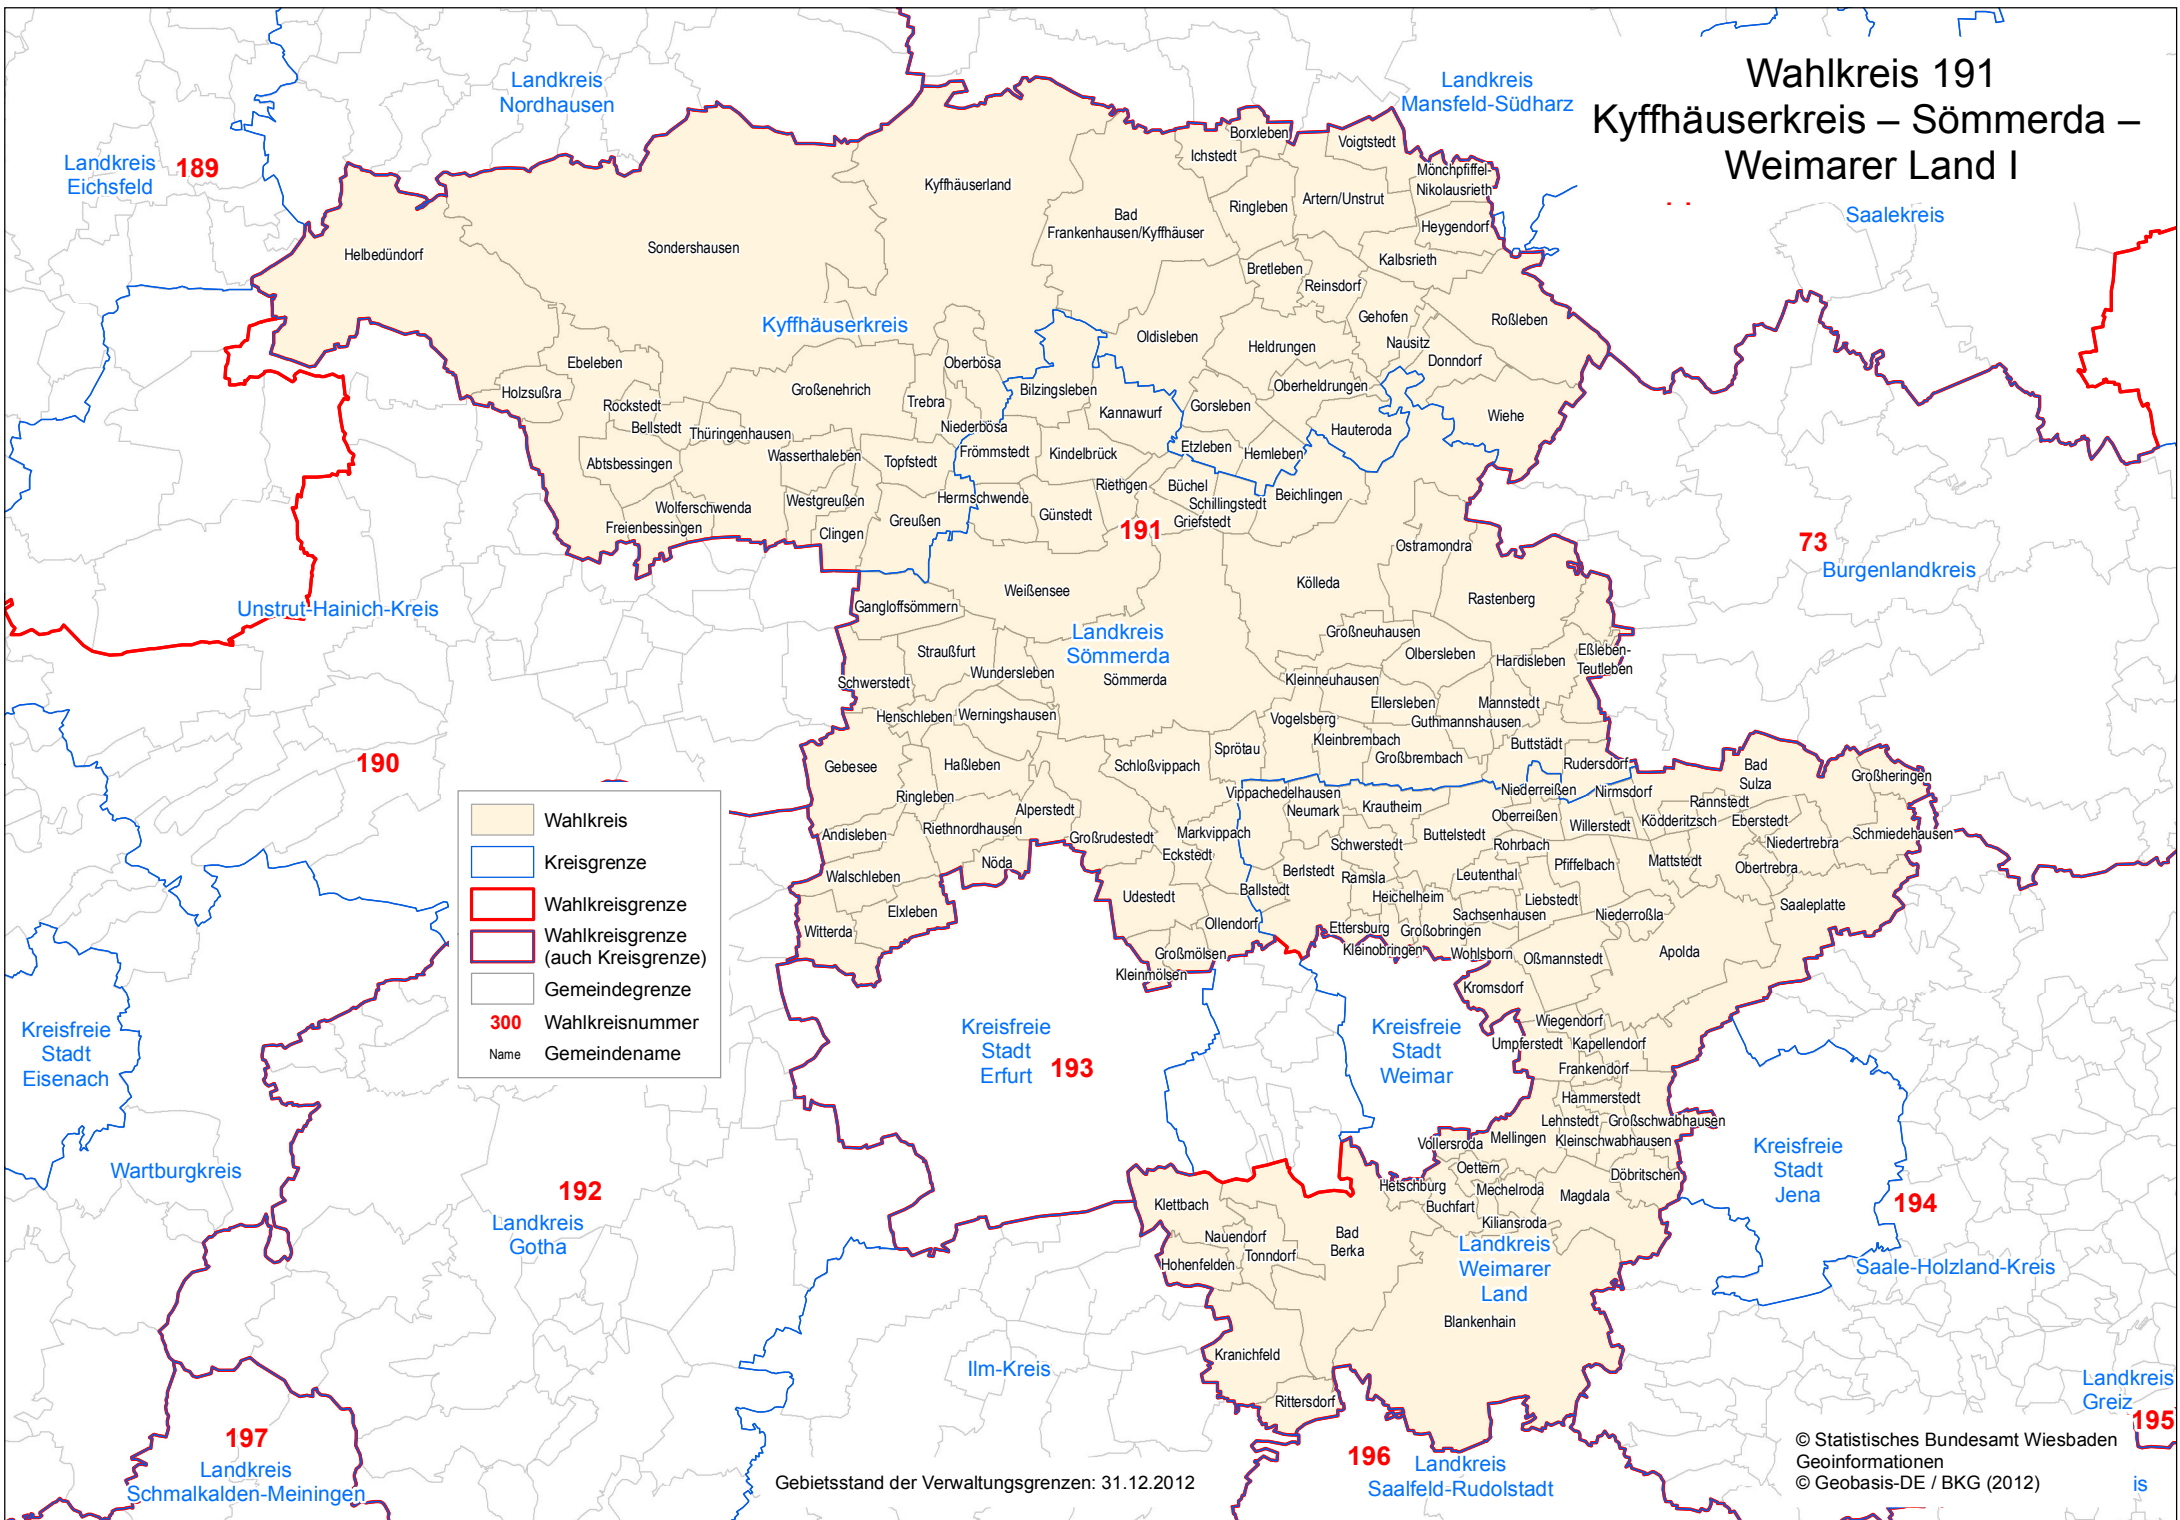 Wahlkreis 191
Kyffhäuserkreis – Sömmerda –
Weimarer Land I
Landkreis
Nordhausen
Landkreis
Mansfeld-Südharz
Landkreis
Eichsfeld
189
Saalekreis
Borxleben
Voigtstedt
Ichstedt
Mönchpfiffel-
Nikolausrieth
Kyffhäuserland
Artern/Unstrut
Ringleben
Bad
Frankenhausen/Kyffhäuser
Heygendorf
Sondershausen
Helbedündorf
Kalbsrieth
Bretleben
Reinsdorf
Kyffhäuserkreis
Gehofen
Roßleben
Oldisleben
Heldrungen
Nausitz
Donndorf
Ebeleben
Oberbösa
Holzsußra
Großenehrich
Bilzingsleben
Oberheldrungen
Rockstedt
Trebra
Kannawurf
Gorsleben
Wiehe
Bellstedt
Thüringenhausen
Niederbösa
Hauteroda
Abtsbessingen
Wasserthaleben
Topfstedt
Frömmstedt
Kindelbrück
Etzleben
Hemleben
Riethgen
Büchel
Beichlingen
Wolferschwenda
Westgreußen
Herrnschwende
Schillingstedt
Freienbessingen
Clingen
Greußen
Günstedt
Griefstedt
191
Ostramondra
73
Burgenlandkreis
Weißensee
Kölleda
Rastenberg
Unstrut-Hainich-Kreis
Gangloffsömmern
Landkreis
Sömmerda
Sömmerda
Großneuhausen
Straußfurt
Olbersleben
Hardisleben
Eßleben-
Teutleben
Wundersleben
Schwerstedt
Kleinneuhausen
Ellersleben
Mannstedt
Henschleben
Werningshausen
Vogelsberg
Guthmannshausen
Kleinbrembach
Sprötau
Buttstädt
190
Gebesee
Haßleben
Schloßvippach
Großbrembach
Rudersdorf
Bad
Sulza
Großheringen
Ringleben
Vippachedelhausen
Niederreißen
Nirmsdorf
Alperstedt
Neumark
Krautheim
Rannstedt
Oberreißen
Ködderitzsch
Eberstedt
Andisleben
Riethnordhausen
Großrudestedt
Markvippach
Buttelstedt
Willerstedt
Schmiedehausen
Schwerstedt
Rohrbach
Niedertrebra
Nöda
Eckstedt
Pfiffelbach
Mattstedt
Obertrebra
Walschleben
Berlstedt
Ramsla
Leutenthal
Ballstedt
Udestedt
Heichelheim
Liebstedt
Saaleplatte
Elxleben
Sachsenhausen
Niederroßla
Witterda
Ollendorf
Ettersburg
Großobringen
Großmölsen
Kleinobringen
Wohlsborn
Oßmannstedt
Apolda
Kleinmölsen
Kromsdorf
Wahlkreis
Kreisgrenze
Wahlkreisgrenze
Wahlkreisgrenze
(auch Kreisgrenze)
Gemeindegrenze
300 Wahlkreisnummer
Name Gemeindename
Kreisfreie
Stadt
Eisenach
Kreisfreie
Stadt
Erfurt
193
Kreisfreie
Stadt
Weimar
Wiegendorf
Umpferstedt
Kapellendorf
Frankendorf
Hammerstedt
Lehnstedt
Großschwabhausen
Vollersroda
Mellingen
Kleinschwabhausen
Kreisfreie
Stadt
Jena
Wartburgkreis
Oettern
Döbritschen
192
Landkreis
Gotha
Klettbach
Hetschburg
Mechelroda
Magdala
194
Buchfart
Kiliansroda
Nauendorf
Bad
Berka
Tonndorf
Hohenfelden
Landkreis
Weimarer
Land
Saale-Holzland-Kreis
Blankenhain
Kranichfeld
Ilm-Kreis
Rittersdorf
Landkreis
Greiz
195
197
Landkreis
Schmalkalden-Meiningen
196
Landkreis
Saalfeld-Rudolstadt
Gebietsstand der Verwaltungsgrenzen: 31.12.2012
© Statistisches Bundesamt Wiesbaden
Geoinformationen
© Geobasis-DE / BKG (2012)
is